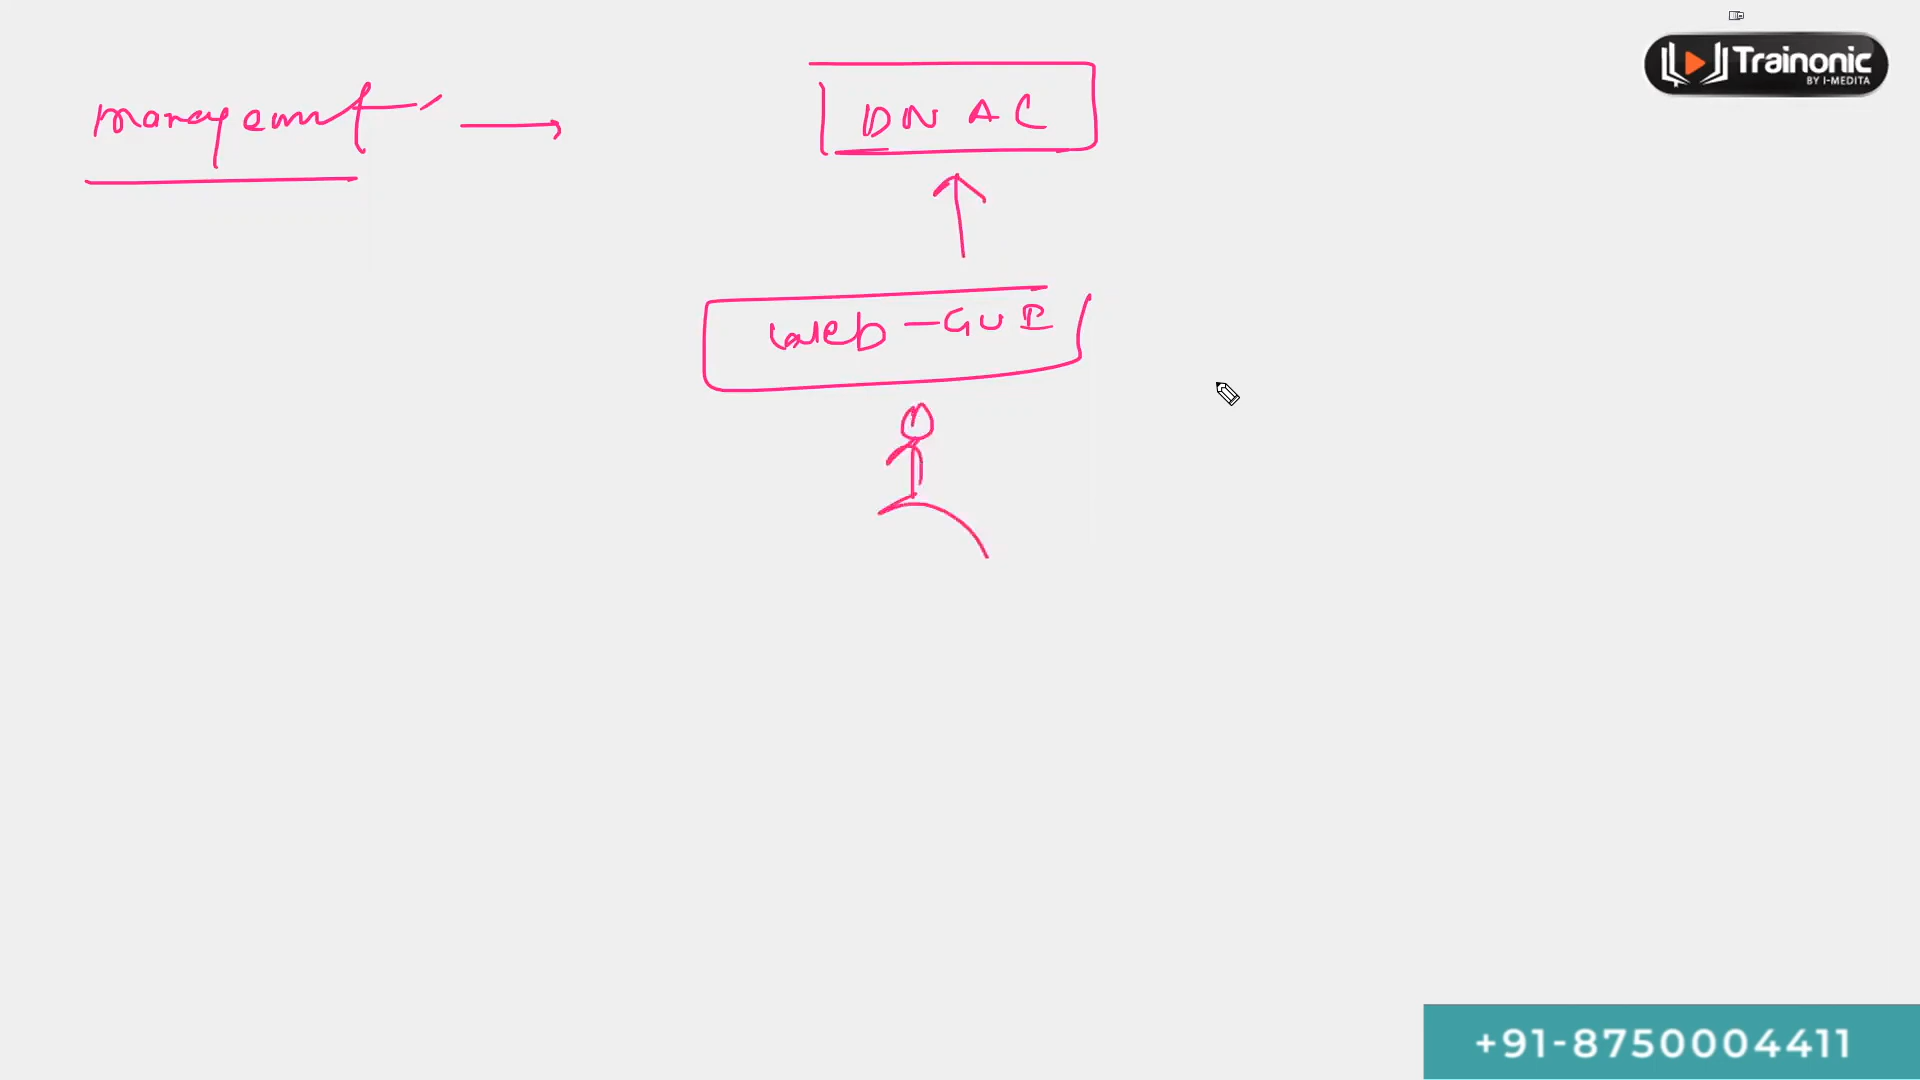 Management
DNAC
Web-GUI
Trainonic
BY I-MEDITA
+91-8750004411